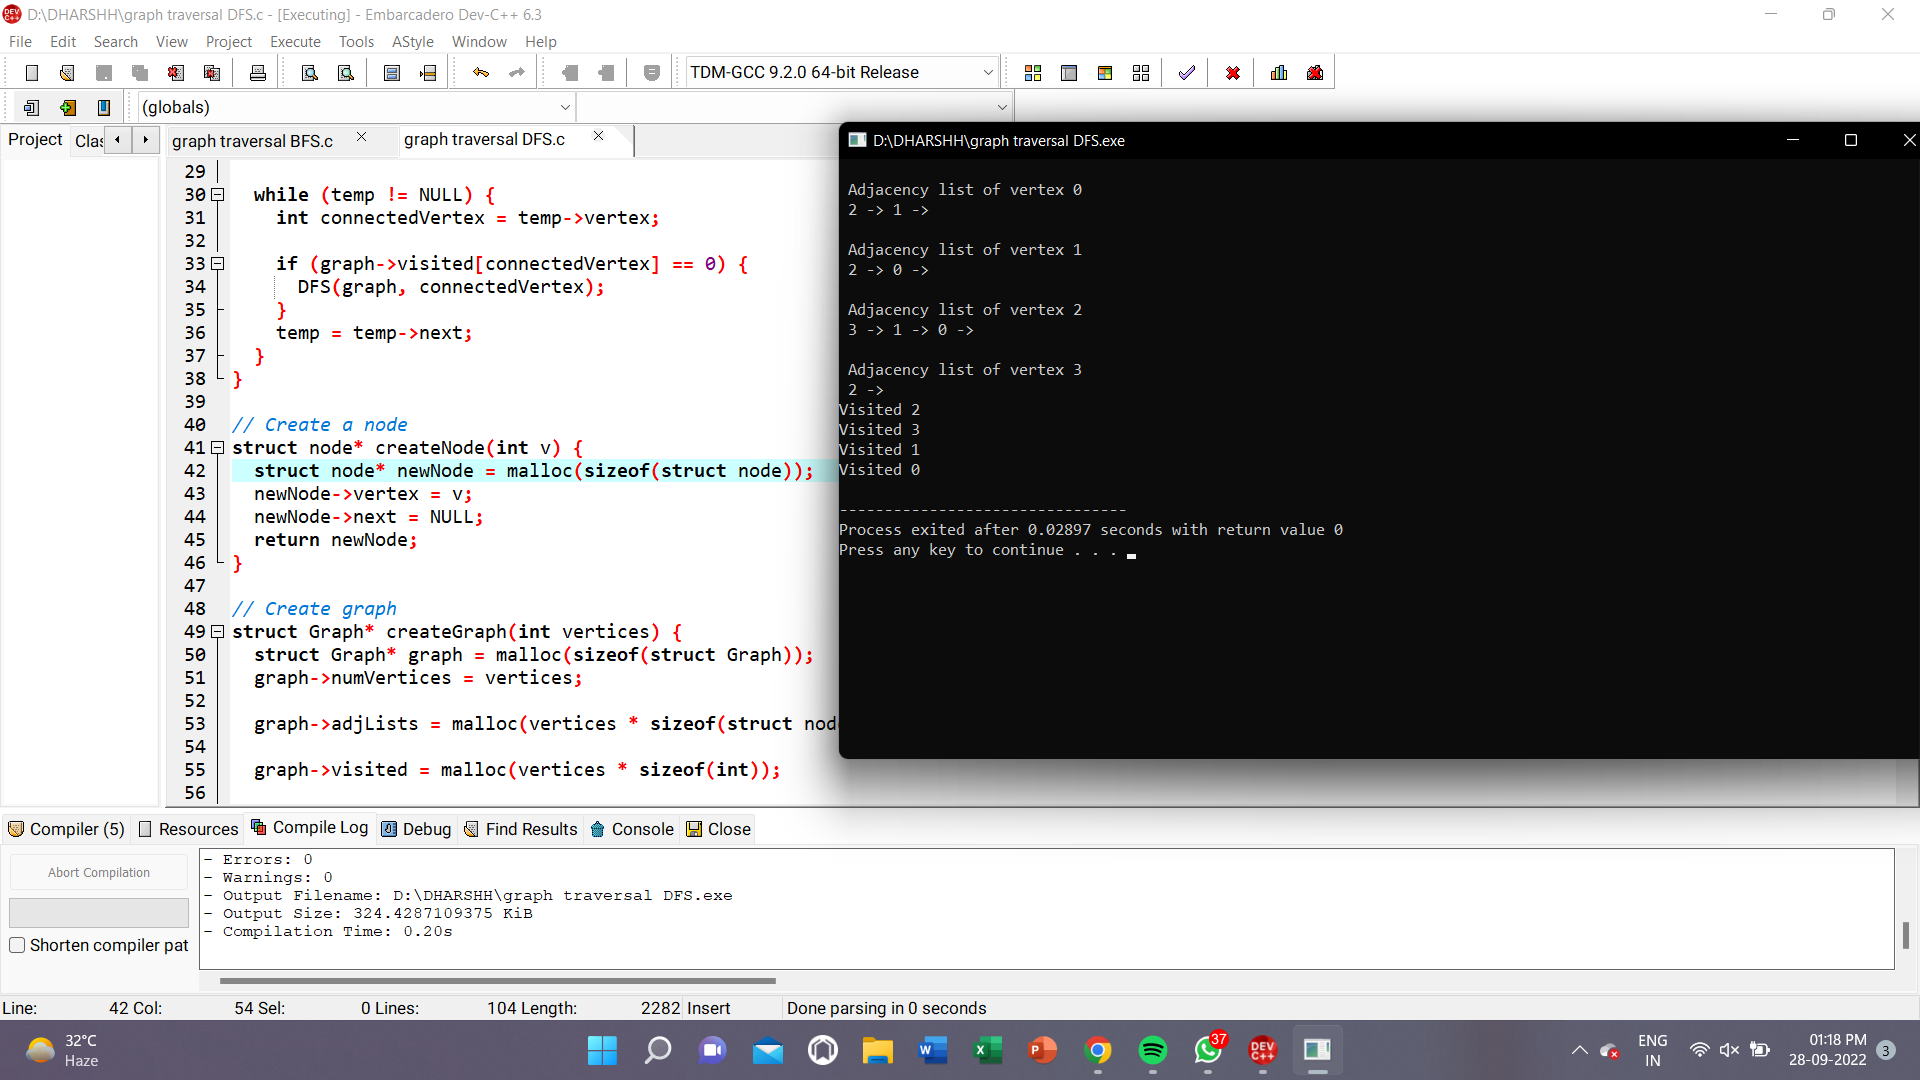 D:\DHARSHH\graph traversal DFS.c - [Executing] - Embarcadero Dev-C++ 6.3
File Edit Search View Project Execute Tools AStyle Window Help
TDM-GCC 9.2.0 64-bit Release
(globals)
Project Clas graph traversal BFS.c graph traversal DFS.c
29
30 while (temp != NULL) {
31 int connectedVertex = temp->vertex;
32
33 if (graph->visited[connectedVertex] == 0) {
34 DFS(graph, connectedVertex);
35 }
36 temp = temp->next;
37 }
38 }
39
40 // Create a node
41 struct node* createNode(int v) {
42 struct node* newNode = malloc(sizeof(struct node));
43 newNode->vertex = v;
44 newNode->next = NULL;
45 return newNode;
46 }
47
48 // Create graph
49 struct Graph* createGraph(int vertices) {
50 struct Graph* graph = malloc(sizeof(struct Graph));
51 graph->numVertices = vertices;
52
53 graph->adjLists = malloc(vertices * sizeof(struct nod
54
55 graph->visited = malloc(vertices * sizeof(int));
56
D:\DHARSHH\graph traversal DFS.exe
Adjacency list of vertex 0
2 -> 1 ->
Adjacency list of vertex 1
2 -> 0 ->
Adjacency list of vertex 2
3 -> 1 -> 0 ->
Adjacency list of vertex 3
2 ->
Visited 2
Visited 3
Visited 1
Visited 0
--------------------------------
Process exited after 0.02897 seconds with return value 0
Press any key to continue . . .
Compiler (5) Resources Compile Log Debug Find Results Console Close
Abort Compilation
Shorten compiler pat
- Errors: 0
- Warnings: 0
- Output Filename: D:\DHARSHH\graph traversal DFS.exe
- Output Size: 324.4287109375 KiB
- Compilation Time: 0.20s
Line: 42 Col: 54 Sel: 0 Lines: 104 Length: 2282 Insert Done parsing in 0 seconds
32°C
Haze
37
DEV C++
ENG
IN
01:18 PM
28-09-2022
3